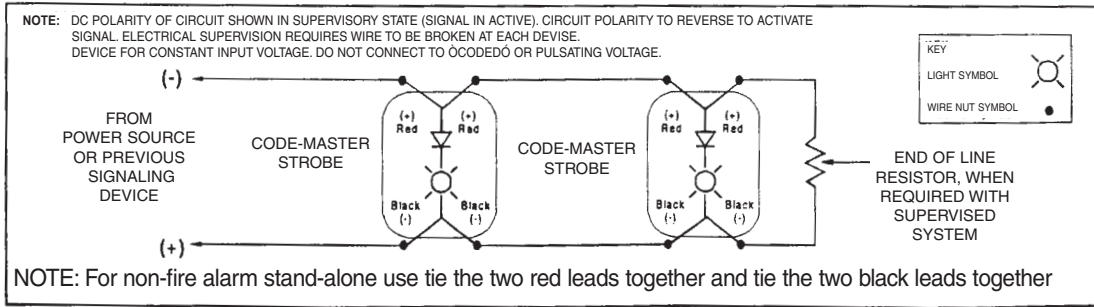 NOTE: DC POLARITY OF CIRCUIT SHOWN IN SUPERVISORY STATE (SIGNAL IN ACTIVE). CIRCUIT POLARITY TO REVERSE TO ACTIVATE
SIGNAL. ELECTRICAL SUPERVISION REQUIRES WIRE TO BE BROKEN AT EACH DEVISE.
DEVICE FOR CONSTANT INPUT VOLTAGE. DO NOT CONNECT TO ÒCODEDÓ OR PULSATING VOLTAGE.
KEY
LIGHT SYMBOL
WIRE NUT SYMBOL
(-)
FROM
POWER SOURCE
OR PREVIOUS
SIGNALING
DEVICE
(+)
CODE-MASTER
STROBE
(+) (+)
Red Red
Black Black
(-) (-)
CODE-MASTER
STROBE
(+) (+)
Red Red
Black Black
(-) (-)
END OF LINE
RESISTOR, WHEN
REQUIRED WITH
SUPERVISED
SYSTEM
NOTE: For non-fire alarm stand-alone use tie the two red leads together and tie the two black leads together